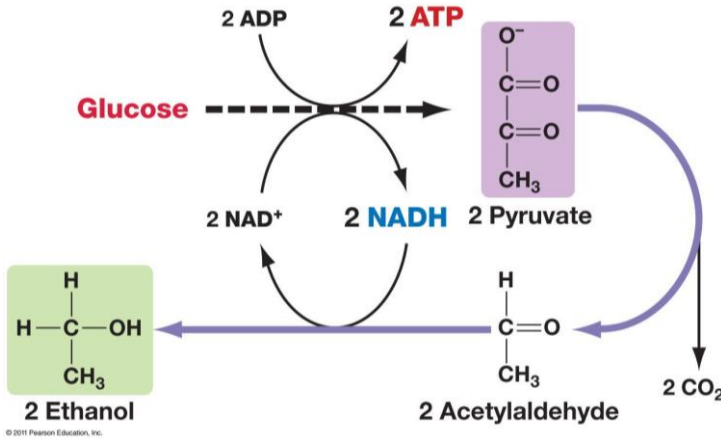 2 ADP
2 ATP
Glucose
O⁻
C=O
C=O
CH₃
2 NAD⁺
2 NADH
2 Pyruvate
H
H—C—OH
CH₃
2 Ethanol
H
C=O
CH₃
2 Acetylaldehyde
2 CO₂
© 2011 Pearson Education, Inc.